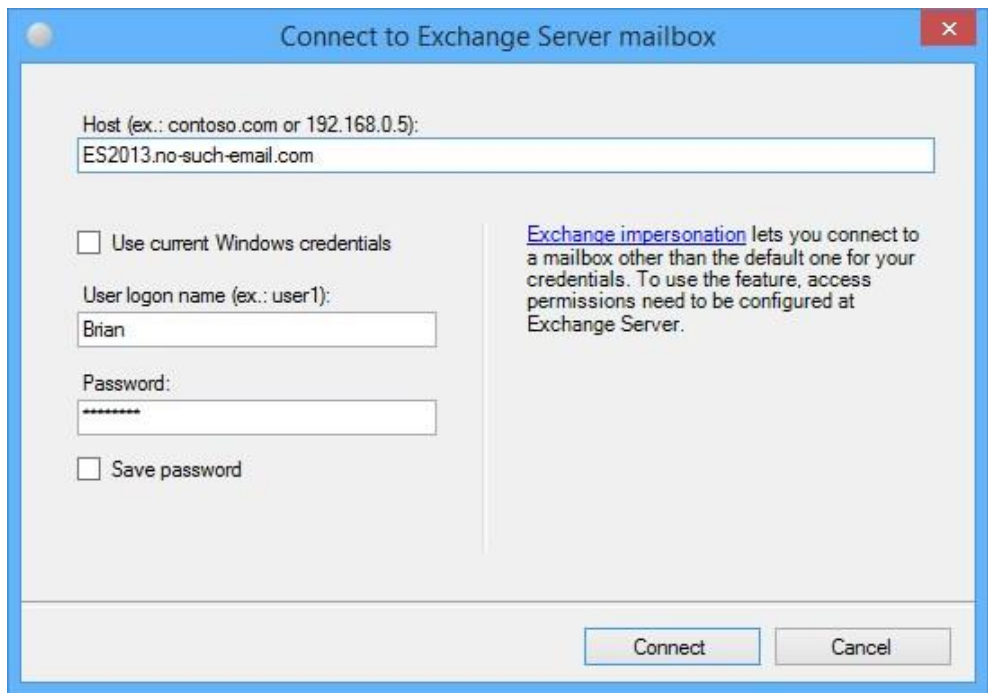 Connect to Exchange Server mailbox
Host (ex.: contoso.com or 192.168.0.5):
ES2013.no-such-email.com
Use current Windows credentials
User logon name (ex.: user1):
Brian
Password:
********
Save password
Exchange impersonation lets you connect to
a mailbox other than the default one for your
credentials. To use the feature, access
permissions need to be configured at
Exchange Server.
Connect
Cancel